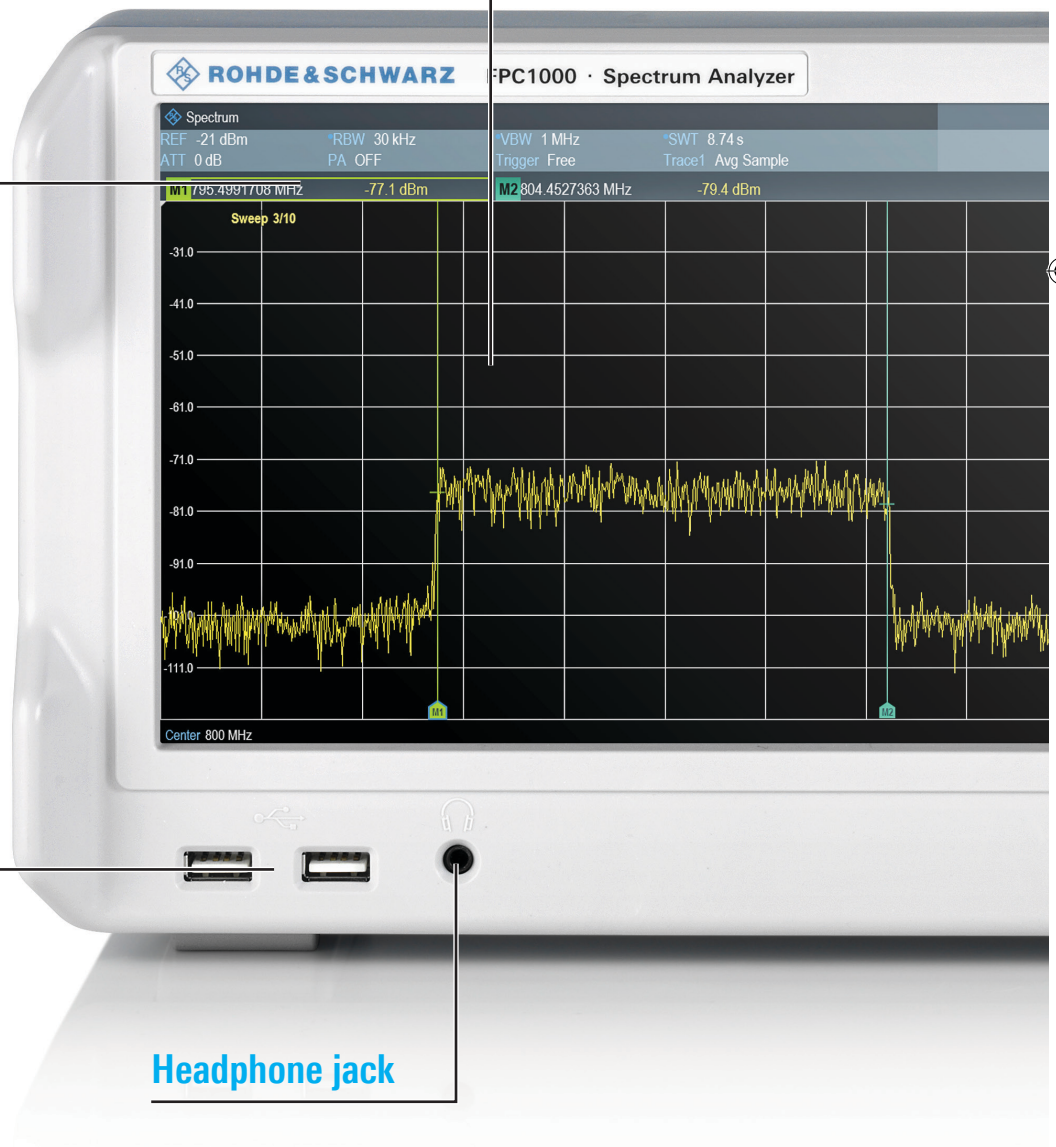 ROHDE&SCHWARZ FPC1000 · Spectrum Analyzer
Spectrum
REF -21 dBm *RBW 30 kHz *VBW 1 MHz *SWT 8.74 s
ATT 0 dB PA OFF Trigger Free Trace1 Avg Sample
M1 795.4991708 MHz -77.1 dBm M2 804.4527363 MHz -79.4 dBm
Sweep 3/10
-31.0
-41.0
-51.0
-61.0
-71.0
-81.0
-91.0
-101.0
-111.0
M1 M2
Center 800 MHz
Headphone jack